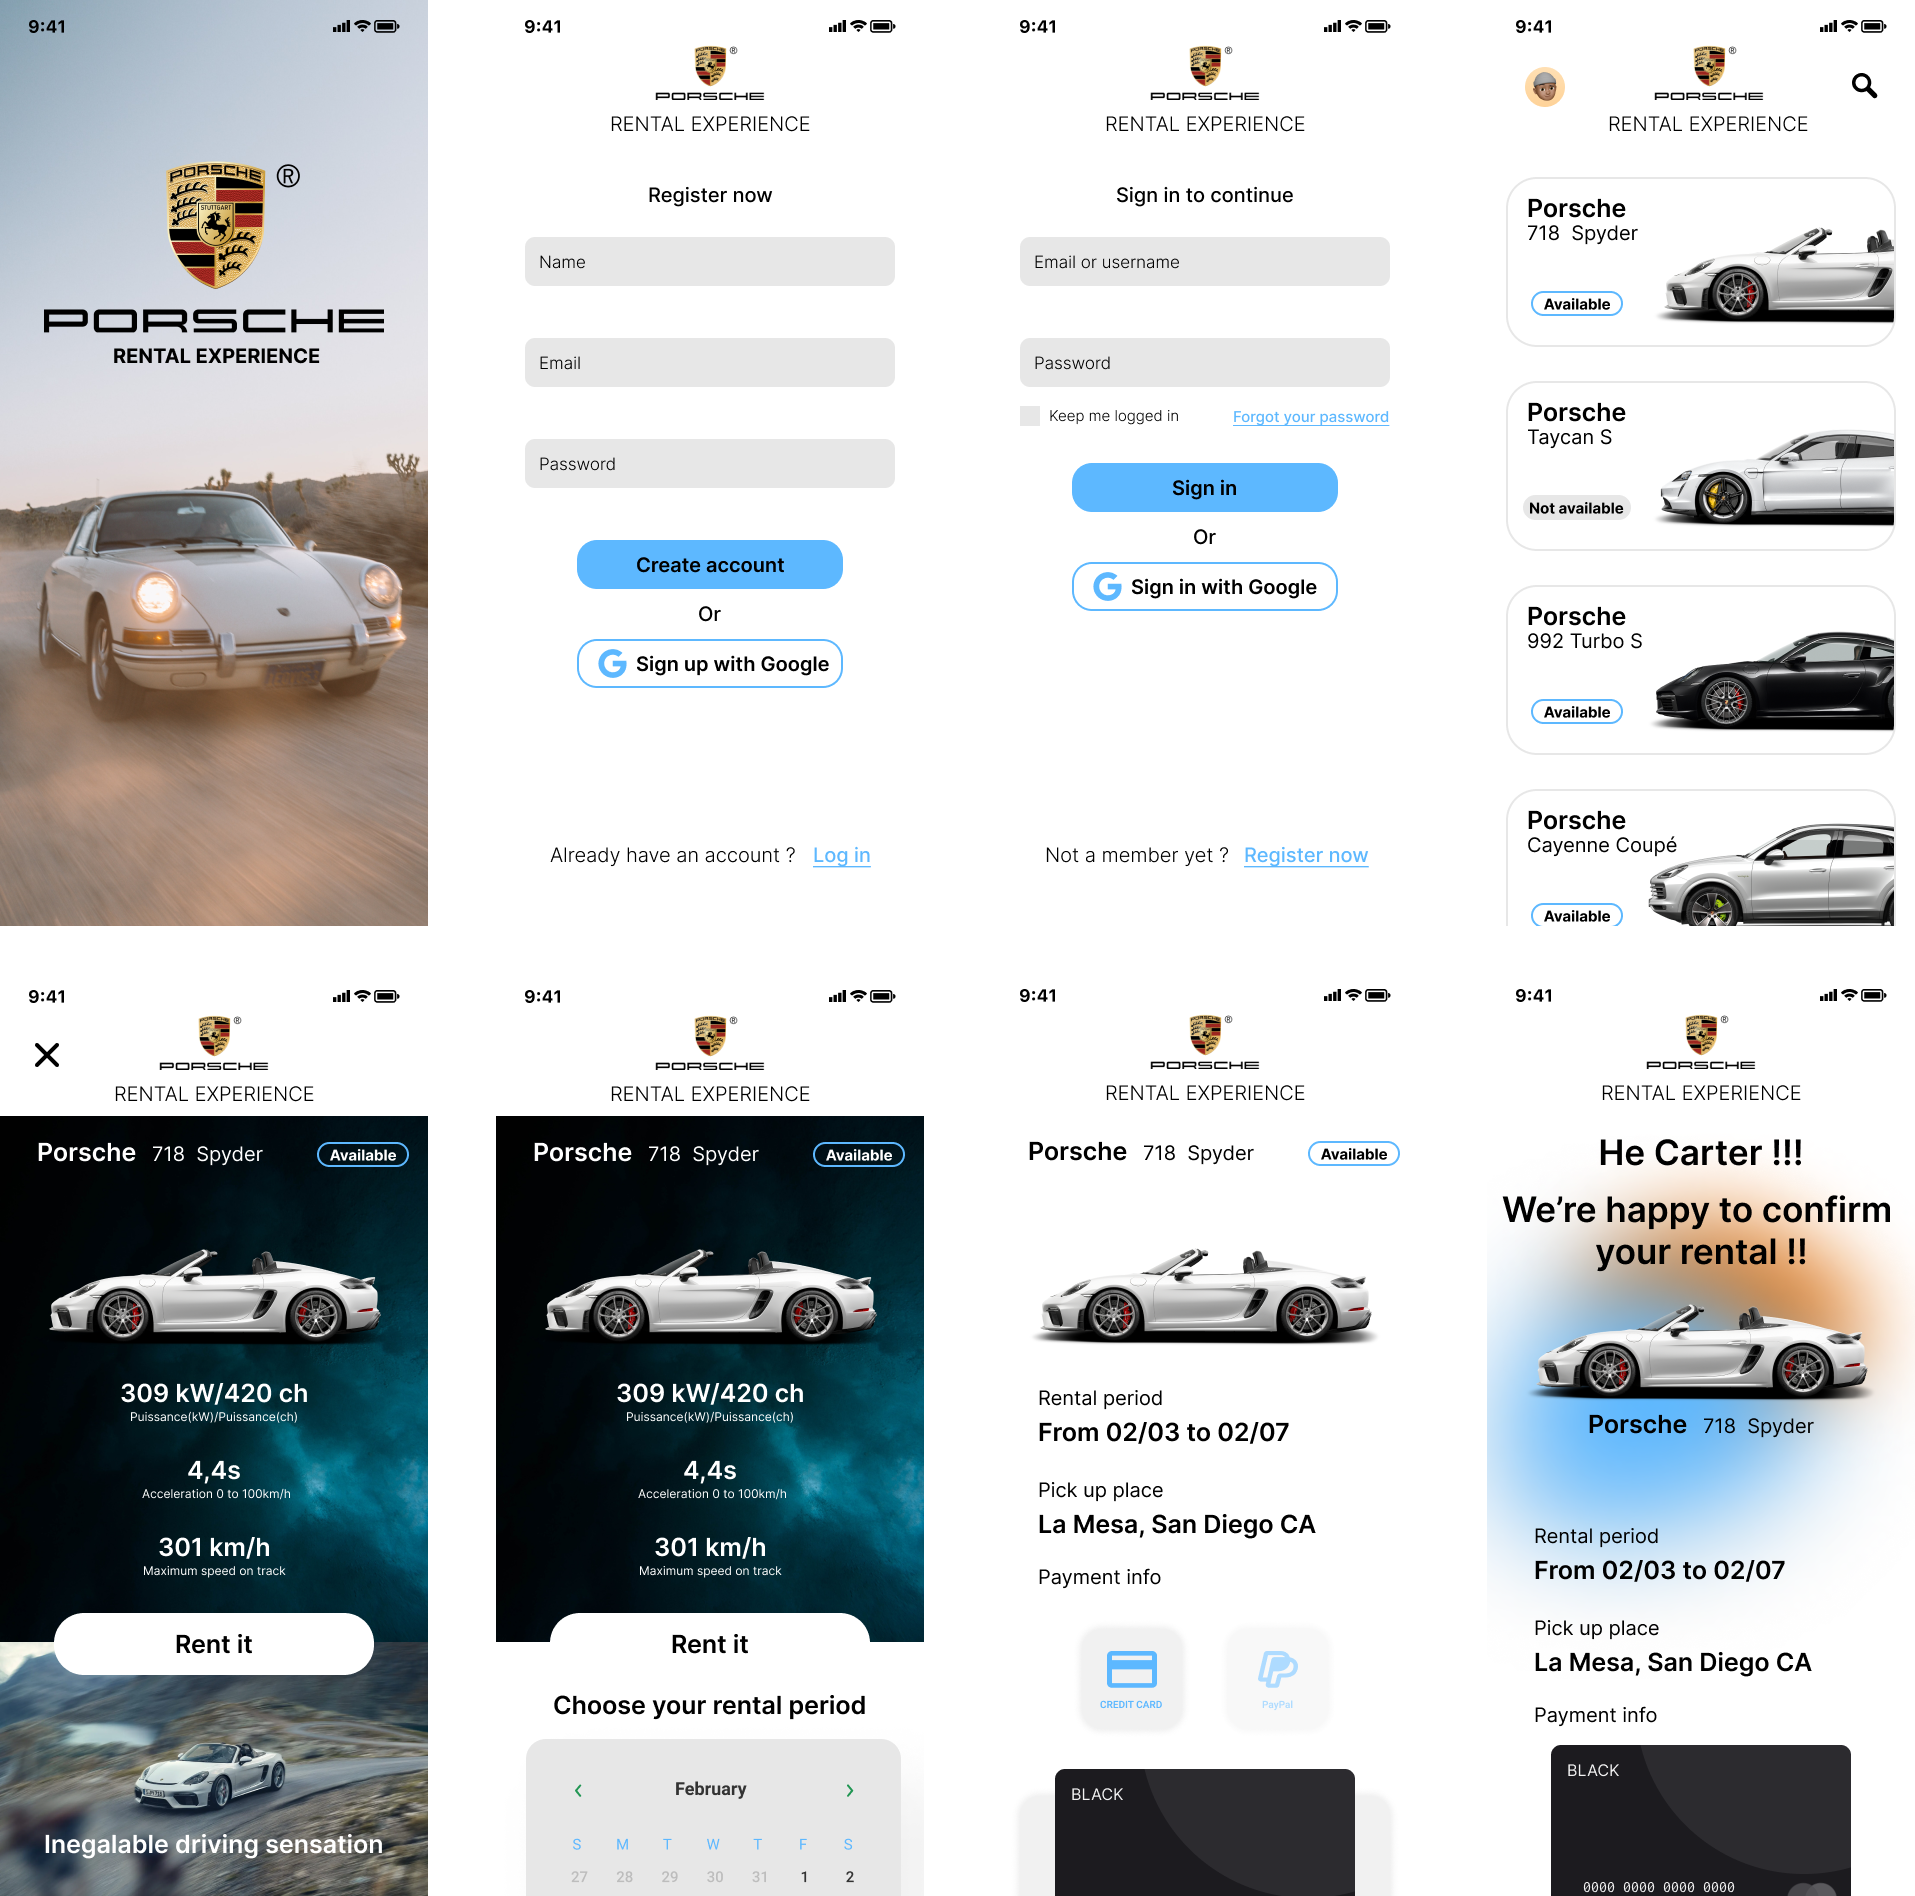 9:41
PORSCHE
®
STUTTGART
PORSCHE
RENTAL EXPERIENCE
9:41
PORSCHE
®
PORSCHE
RENTAL EXPERIENCE
Register now
Name
Email
Password
Create account
Or
Sign up with Google
Already have an account ? Log in
9:41
PORSCHE
®
PORSCHE
RENTAL EXPERIENCE
Sign in to continue
Email or username
Password
Keep me logged in Forgot your password
Sign in
Or
Sign in with Google
Not a member yet ? Register now
9:41
PORSCHE
®
PORSCHE
RENTAL EXPERIENCE
Porsche
718 Spyder
Available
Porsche
Taycan S
Not available
Porsche
992 Turbo S
Available
Porsche
Cayenne Coupé
Available
9:41
PORSCHE
®
PORSCHE
RENTAL EXPERIENCE
Porsche 718 Spyder Available
309 kW/420 ch
Puissance(kW)/Puissance(ch)
4,4s
Acceleration 0 to 100km/h
301 km/h
Maximum speed on track
Rent it
Inegalable driving sensation
9:41
PORSCHE
®
PORSCHE
RENTAL EXPERIENCE
Porsche 718 Spyder Available
309 kW/420 ch
Puissance(kW)/Puissance(ch)
4,4s
Acceleration 0 to 100km/h
301 km/h
Maximum speed on track
Rent it
Choose your rental period
February
S M T W T F S
27 28 29 30 31 1 2
9:41
PORSCHE
®
PORSCHE
RENTAL EXPERIENCE
Porsche 718 Spyder Available
Rental period
From 02/03 to 02/07
Pick up place
La Mesa, San Diego CA
Payment info
CREDIT CARD PayPal
BLACK
9:41
PORSCHE
®
PORSCHE
RENTAL EXPERIENCE
He Carter !!!
We're happy to confirm
your rental !!
Porsche 718 Spyder
Rental period
From 02/03 to 02/07
Pick up place
La Mesa, San Diego CA
Payment info
BLACK
0000 0000 0000 0000